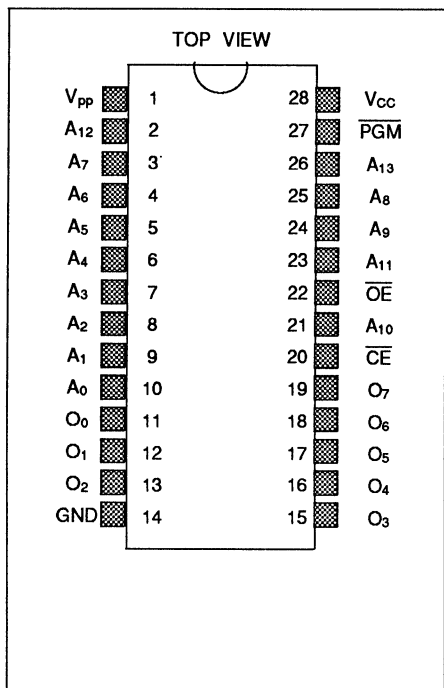 TOP VIEW
Vpp 1 28 VCC
A12 2 27 PGM
A7 3 26 A13
A6 4 25 A8
A5 5 24 A9
A4 6 23 A11
A3 7 22 OE
A2 8 21 A10
A1 9 20 CE
A0 10 19 O7
O0 11 18 O6
O1 12 17 O5
O2 13 16 O4
GND 14 15 O3